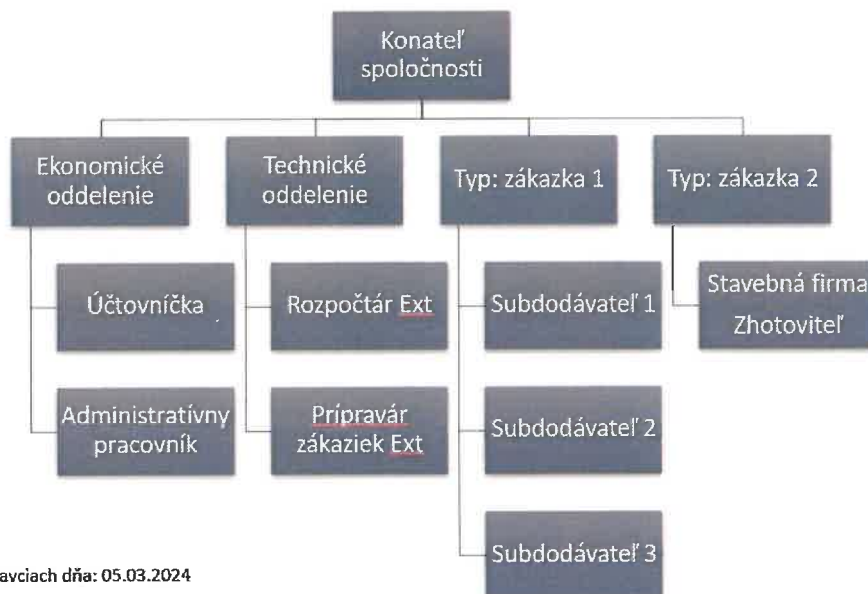 Konateľ
spoločnosti
Ekonomické
oddelenie
Technické
oddelenie
Typ: zákazka 1
Typ: zákazka 2
Účtovníčka
Rozpočtár Ext
Subdodávateľ 1
Stavebná firma
Zhotoviteľ
Administratívny
pracovník
Prípravár
zákaziek Ext
Subdodávateľ 2
Subdodávateľ 3
dňa: 05.03.2024